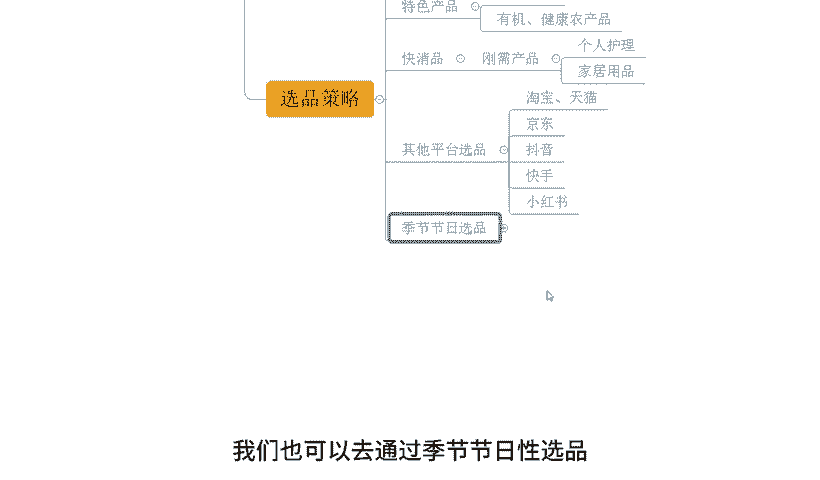 特色产品
有机、健康农产品
快消品
刚需产品
个人护理
家居用品
选品策略
其他平台选品
淘宝、天猫
京东
抖音
快手
小红书
季节节日选品
我们也可以去通过季节节日性选品